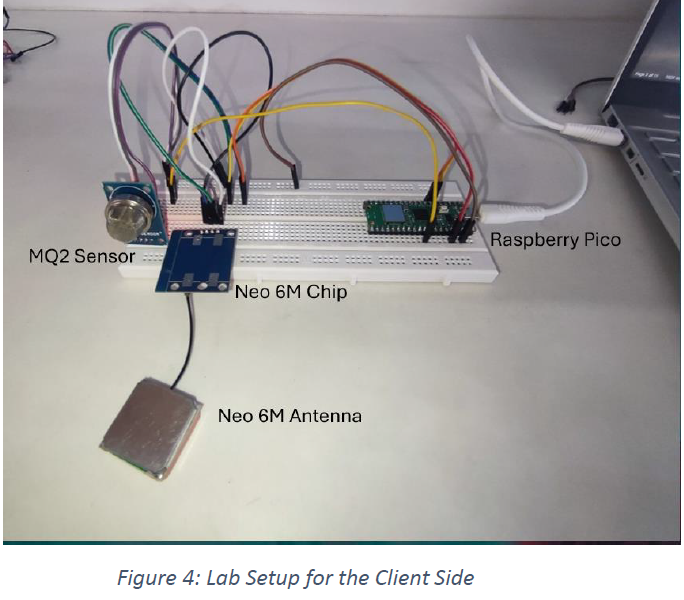 MQ2 Sensor
Raspberry Pico
Neo 6M Chip
Neo 6M Antenna
Figure 4: Lab Setup for the Client Side